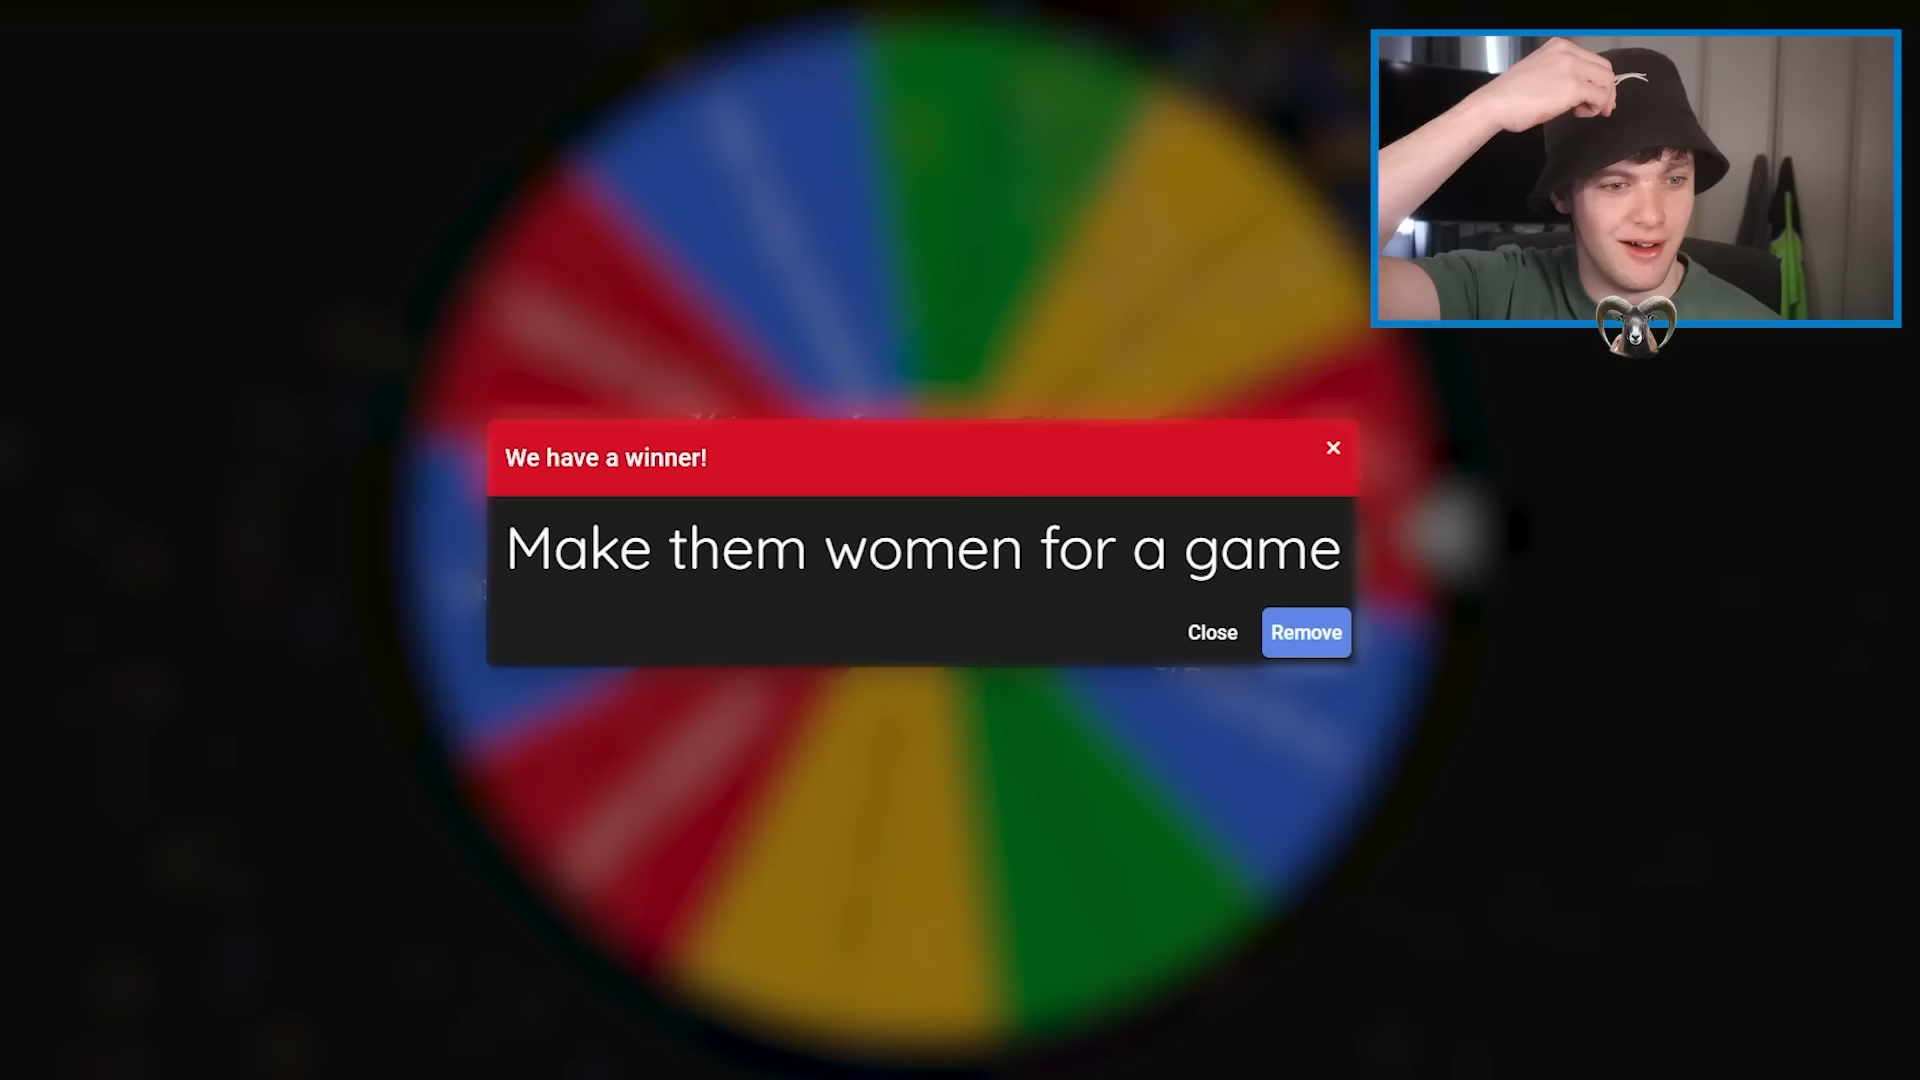 We have a winner!
×
Make them women for a game
Close
Remove